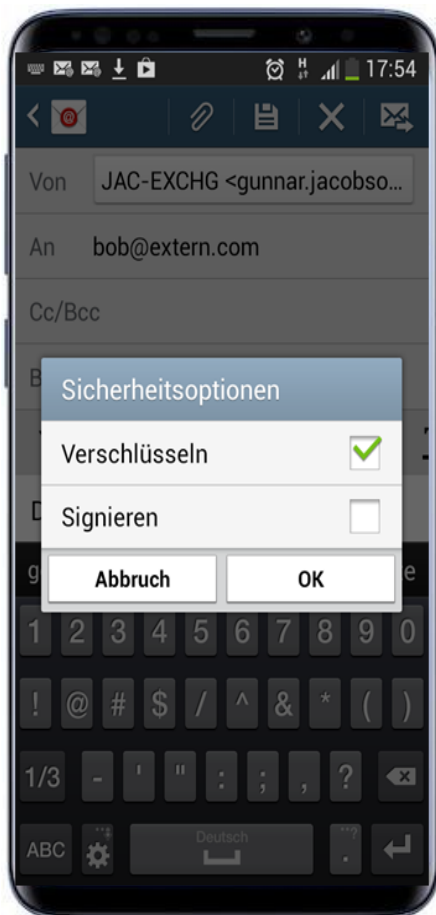 17:54
Von JAC-EXCHG <gunnar.jacobso...
An bob@extern.com
Cc/Bcc
B
Sicherheitsoptionen
Verschlüsseln
D
Signieren
g Abbruch OK e
1 2 3 4 5 6 7 8 9 0
! @ # $ / ^ & * ( )
1/3 - ' " : ; , ? 
ABC Deutsch .